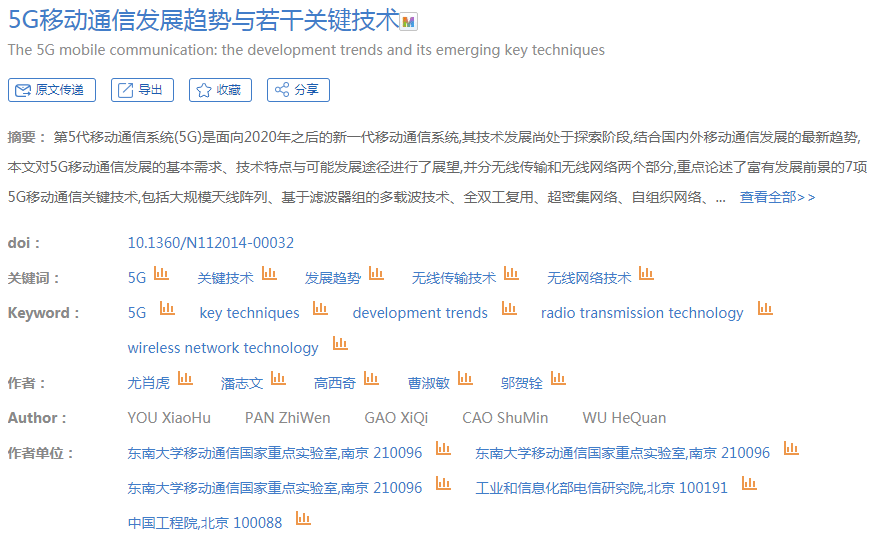 5G移动通信发展趋势与若干关键技术
The 5G mobile communication: the development trends and its emerging key techniques
原文传递 导出 收藏 分享
摘要： 第5代移动通信系统(5G)是面向2020年之后的新一代移动通信系统,其技术发展尚处于探索阶段,结合国内外移动通信发展的最新趋势,
本文对5G移动通信发展的基本需求、技术特点与可能发展途径进行了展望,并分无线传输和无线网络两个部分,重点论述了富有发展前景的7项
5G移动通信关键技术,包括大规模天线阵列、基于滤波器组的多载波技术、全双工复用、超密集网络、自组织网络、... 查看全部>>
doi： 10.1360/N112014-00032
关键词： 5G 关键技术 发展趋势 无线传输技术 无线网络技术
Keyword： 5G key techniques development trends radio transmission technology
wireless network technology
作者： 尤肖虎 潘志文 高西奇 曹淑敏 邬贺铨
Author： YOU XiaoHu PAN ZhiWen GAO XiQi CAO ShuMin WU HeQuan
作者单位： 东南大学移动通信国家重点实验室,南京 210096 东南大学移动通信国家重点实验室,南京 210096
东南大学移动通信国家重点实验室,南京 210096 工业和信息化部电信研究院,北京 100191
中国工程院,北京 100088